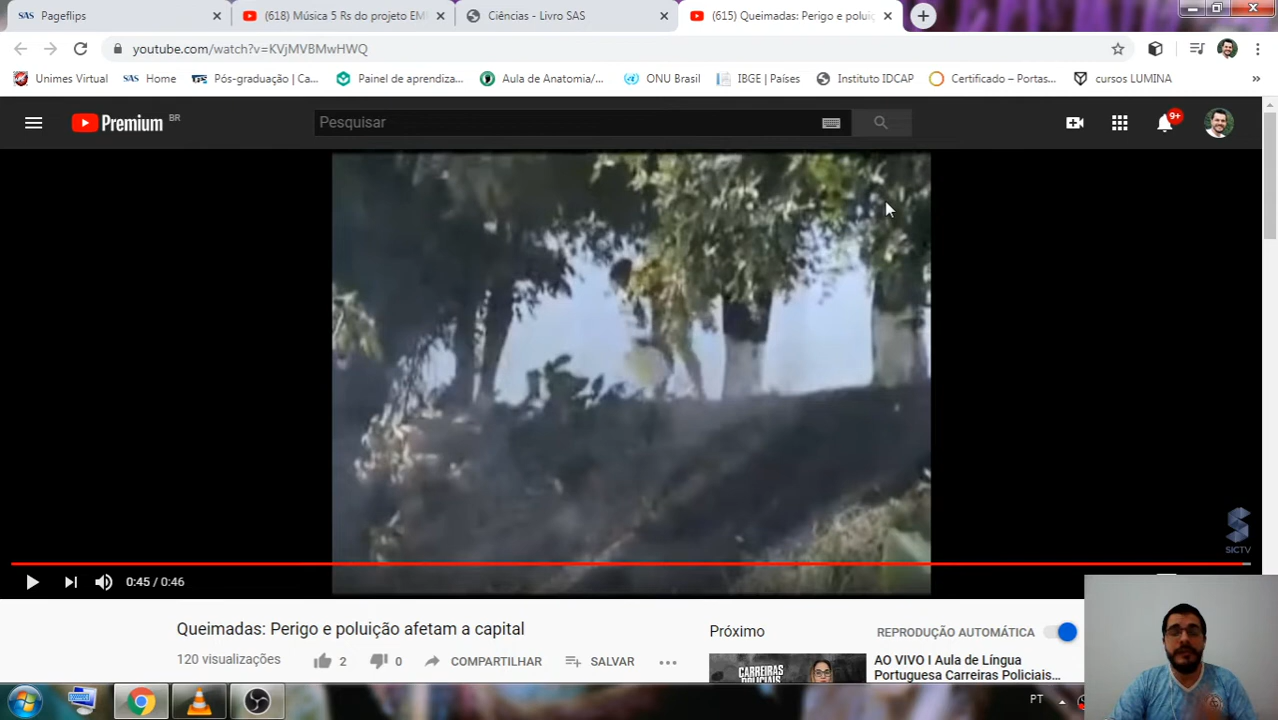 SAS Pageflips
(618) Música 5 Rs do projeto EM
Ciências - Livro SAS
(615) Queimadas: Perigo e polui
youtube.com/watch?v=KVjMVBMwHWQ
Unimes Virtual
SAS Home
Pós-graduação | Ca...
Painel de aprendiza...
Aula de Anatomia/...
ONU Brasil
IBGE | Países
Instituto IDCAP
Certificado – Portas...
cursos LUMINA
»
Premium BR
Pesquisar
9+
SICTV
0:45 / 0:46
Queimadas: Perigo e poluição afetam a capital
120 visualizações
2
0
COMPARTILHAR
SALVAR
Próximo
REPRODUÇÃO AUTOMÁTICA
CARREIRAS
AO VIVO I Aula de Língua
Portuguesa Carreiras Policiais...
PT